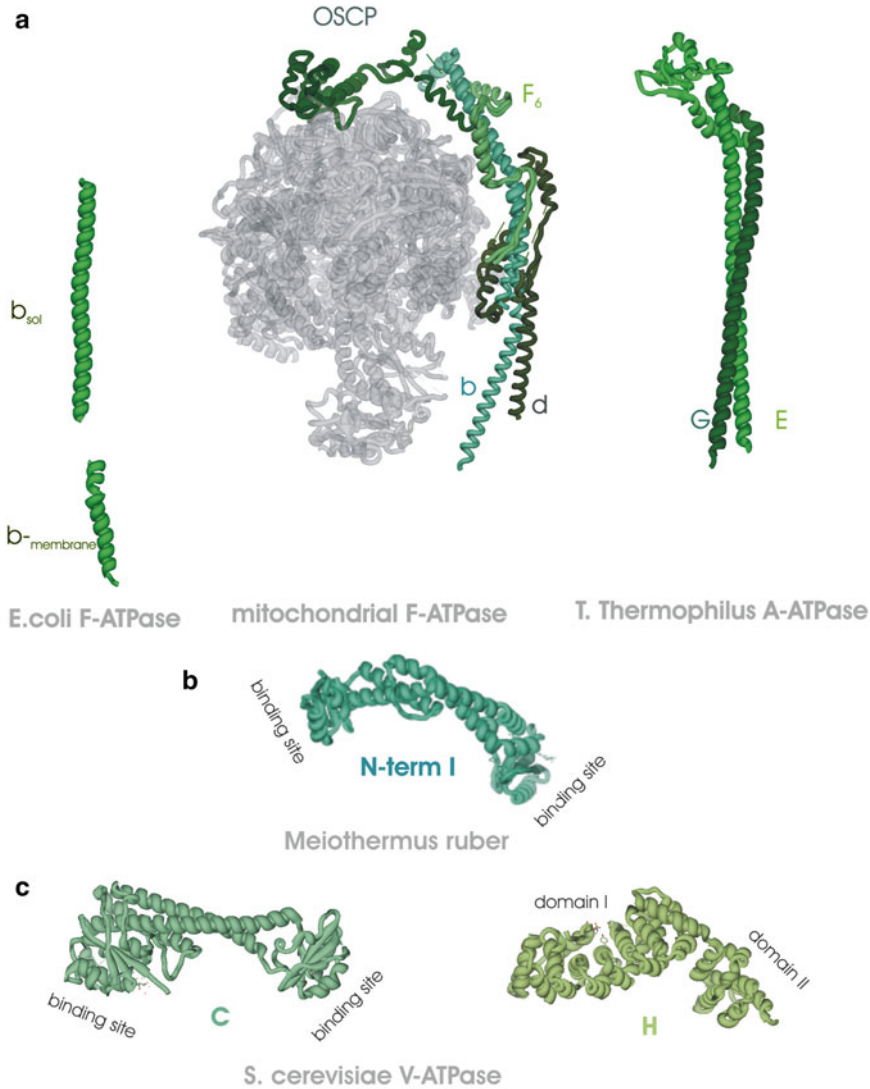 a
OSCP
F₆
b sol
b
d
G
E
b-membrane
E.coli F-ATPase
mitochondrial F-ATPase
T. Thermophilus A-ATPase
b
binding site
N-term I
binding site
Meiothermus ruber
c
binding site
C
binding site
domain I
domain II
H
S. cerevisiae V-ATPase